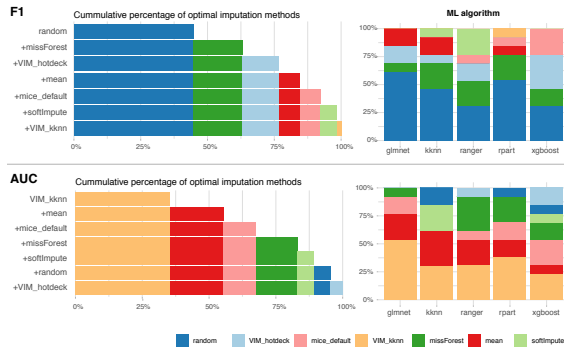 F1
Cummulative percentage of optimal imputation methods
random
+missForest
+VIM_hotdeck
+mean
+mice_default
+softImpute
+VIM_kknn
0%
25%
50%
75%
100%
ML algorithm
100%
75%
50%
25%
0%
glmnet
kknn
ranger
rpart
xgboost
AUC
Cummulative percentage of optimal imputation methods
VIM_kknn
+mean
+mice_default
+missForest
+softImpute
+random
+VIM_hotdeck
0%
25%
50%
75%
100%
100%
75%
50%
25%
0%
glmnet
kknn
ranger
rpart
xgboost
random
VIM_hotdeck
mice_default
VIM_kknn
missForest
mean
softImpute